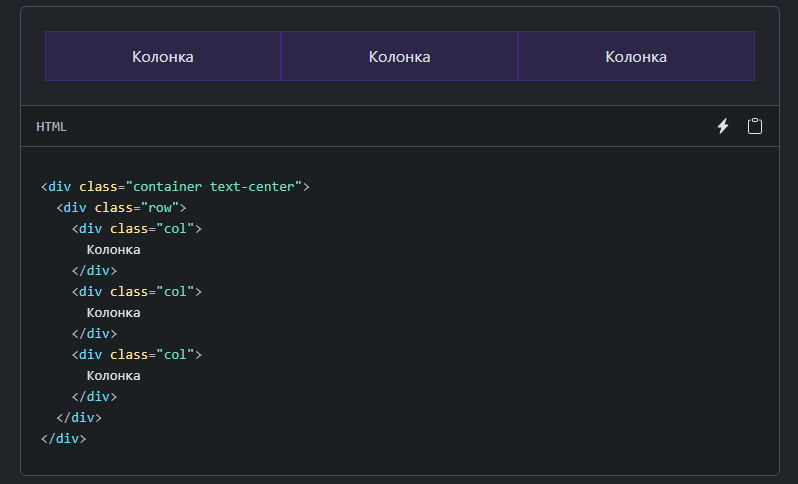 Колонка Колонка Колонка
HTML
<div class="container text-center">
  <div class="row">
    <div class="col">
      Колонка
    </div>
    <div class="col">
      Колонка
    </div>
    <div class="col">
      Колонка
    </div>
  </div>
</div>